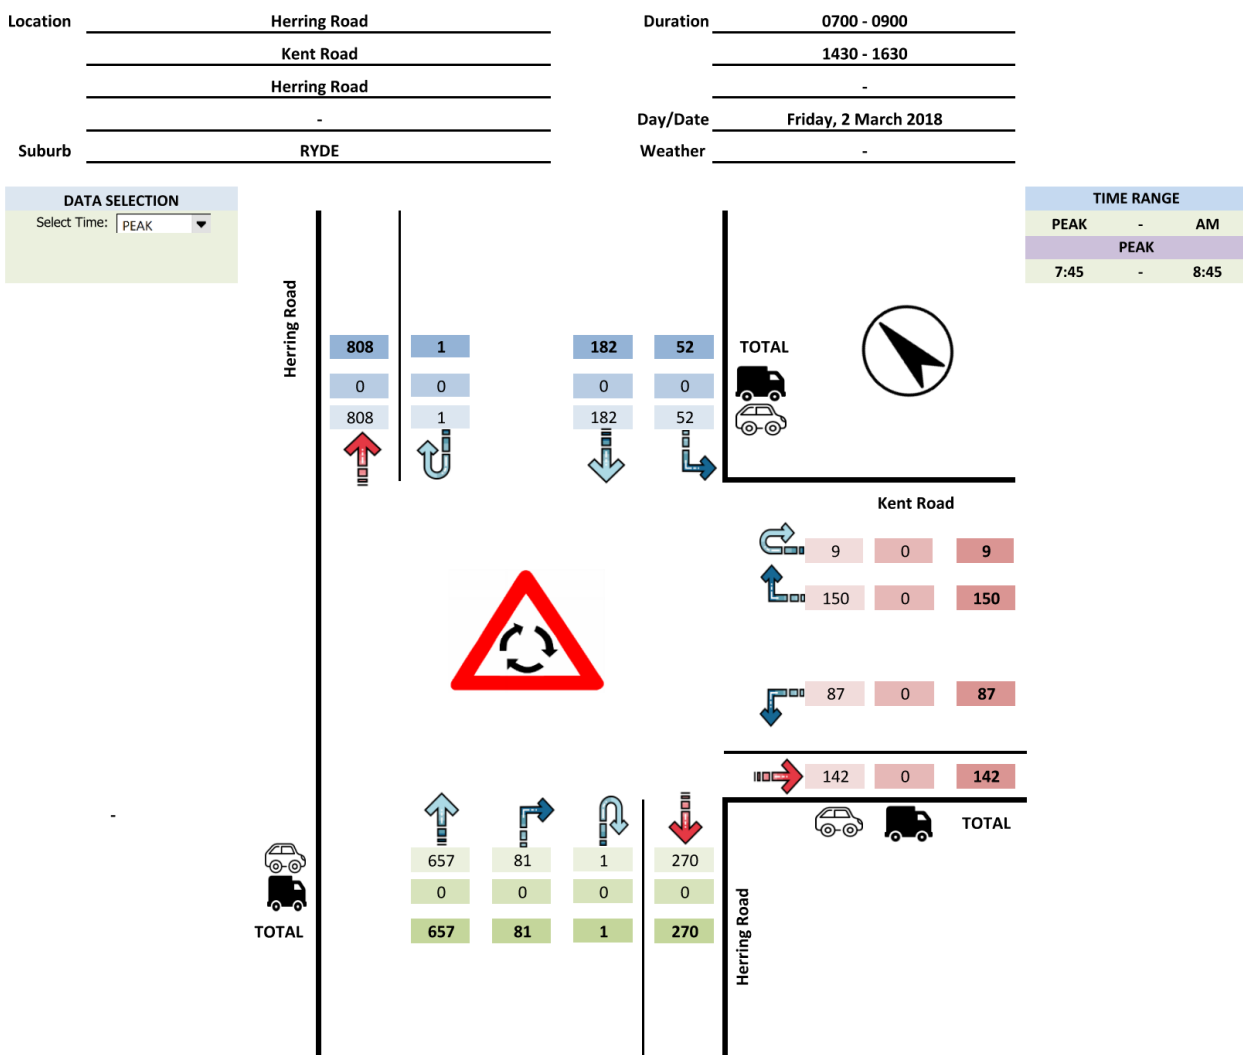 Location Herring Road Duration 0700 - 0900
Kent Road 1430 - 1630
Herring Road -
- Day/Date Friday, 2 March 2018
Suburb RYDE Weather -
DATA SELECTION
Select Time: PEAK
TIME RANGE
PEAK - AM
PEAK
7:45 - 8:45
Herring Road
808 1 182 52 TOTAL
0 0 0 0
808 1 182 52
Kent Road
9 0 9
150 0 150
87 0 87
142 0 142
TOTAL
-
657 81 1 270
0 0 0 0
TOTAL 657 81 1 270
Herring Road